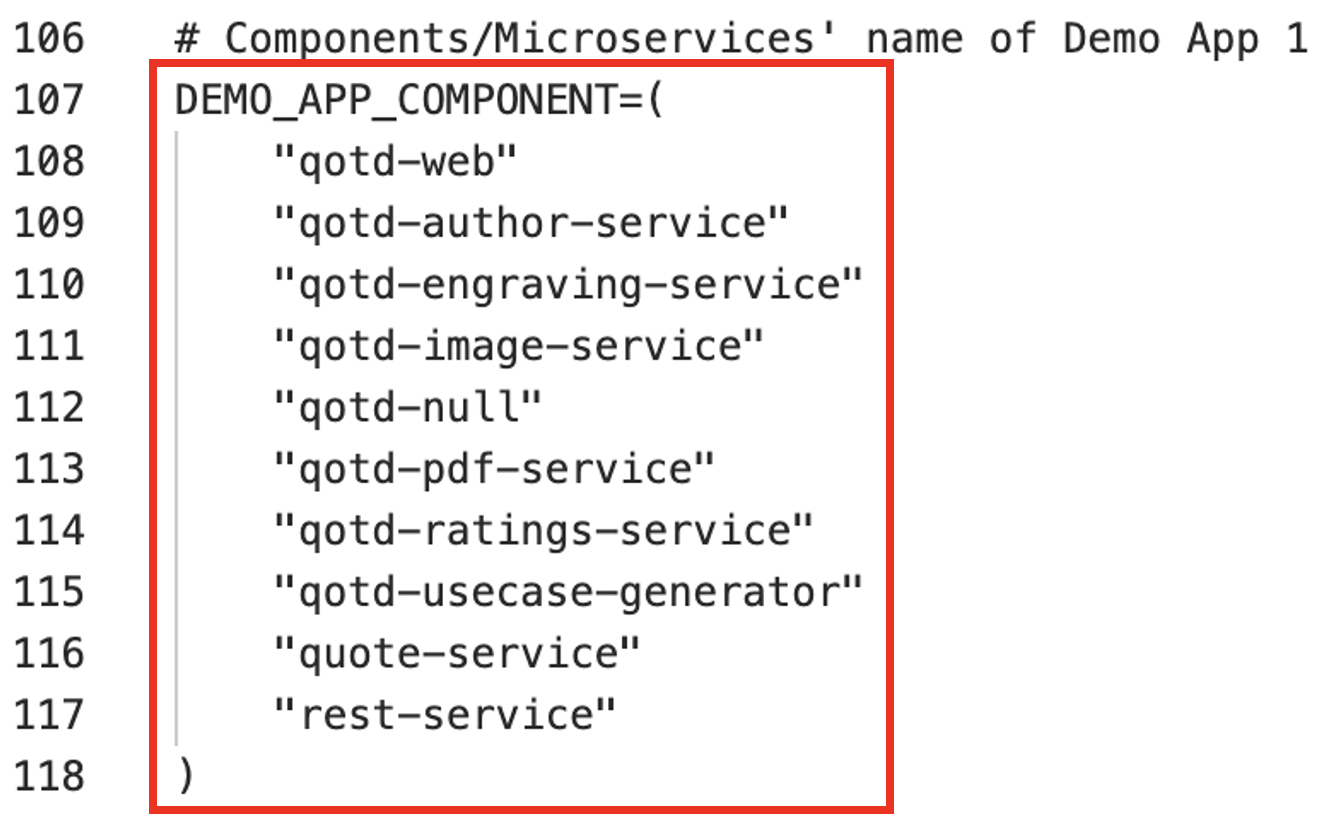 106 # Components/Microservices' name of Demo App 1
107 DEMO_APP_COMPONENT=(
108 "qotd-web"
109 "qotd-author-service"
110 "qotd-engraving-service"
111 "qotd-image-service"
112 "qotd-null"
113 "qotd-pdf-service"
114 "qotd-ratings-service"
115 "qotd-usecase-generator"
116 "quote-service"
117 "rest-service"
118 )